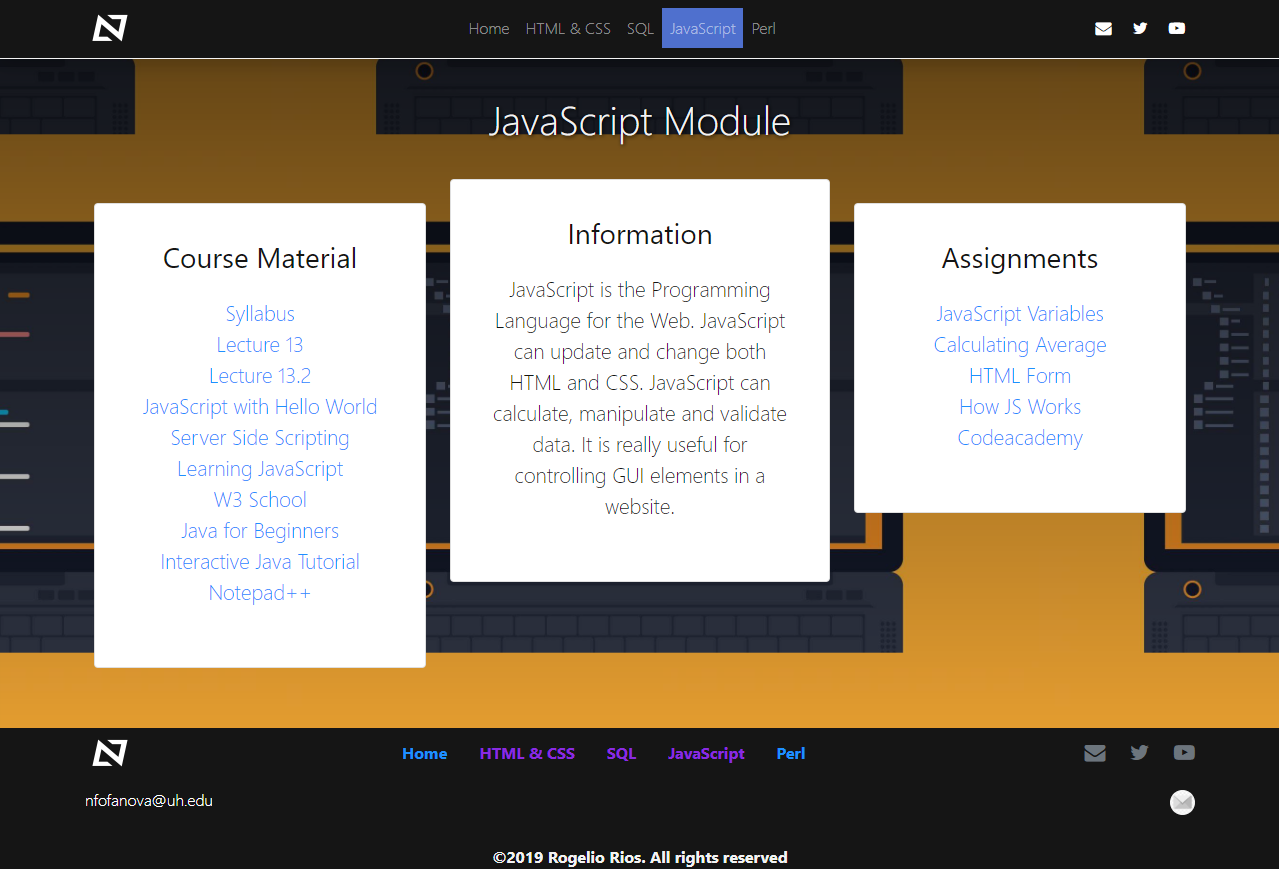 Home HTML & CSS SQL JavaScript Perl
JavaScript Module
Course Material
Syllabus
Lecture 13
Lecture 13.2
JavaScript with Hello World
Server Side Scripting
Learning JavaScript
W3 School
Java for Beginners
Interactive Java Tutorial
Notepad++
Information
JavaScript is the Programming
Language for the Web. JavaScript
can update and change both
HTML and CSS. JavaScript can
calculate, manipulate and validate
data. It is really useful for
controlling GUI elements in a
website.
Assignments
JavaScript Variables
Calculating Average
HTML Form
How JS Works
Codeacademy
Home HTML & CSS SQL JavaScript Perl
nfofanova@uh.edu
©2019 Rogelio Rios. All rights reserved